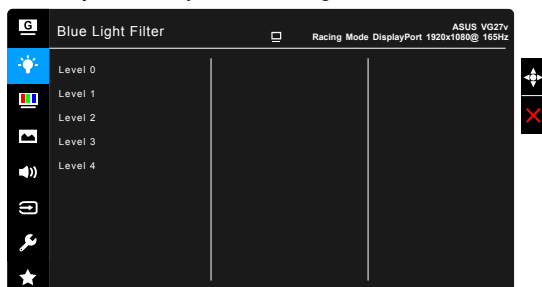 G
Blue Light Filter
ASUS VG27v
Racing Mode DisplayPort 1920x1080@ 165Hz
Level 0
Level 1
Level 2
Level 3
Level 4